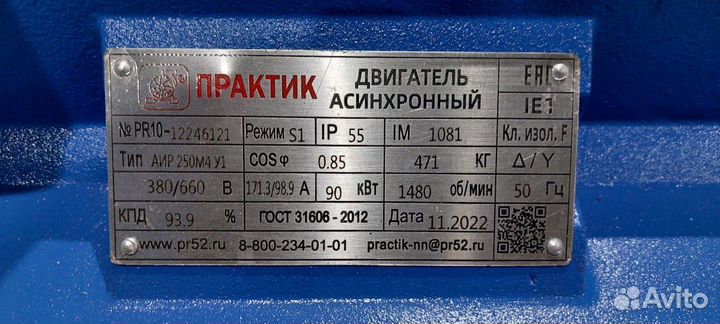 ПРАКТИК ДВИГАТЕЛЬ АСИНХРОННЫЙ EAC
IE1
№ PR10-12246121 Режим S1 IP 55 IM 1081 Кл. изол. F
Тип АИР 250М4 У1 COS φ 0.85 471 КГ Δ/Y
380/660 В 171.3/98.9 А 90 кВт 1480 об/мин 50 Гц
КПД 93.9 % ГОСТ 31606 - 2012 Дата 11.2022
www.pr52.ru 8-800-234-01-01 practik-nn@pr52.ru
Avito